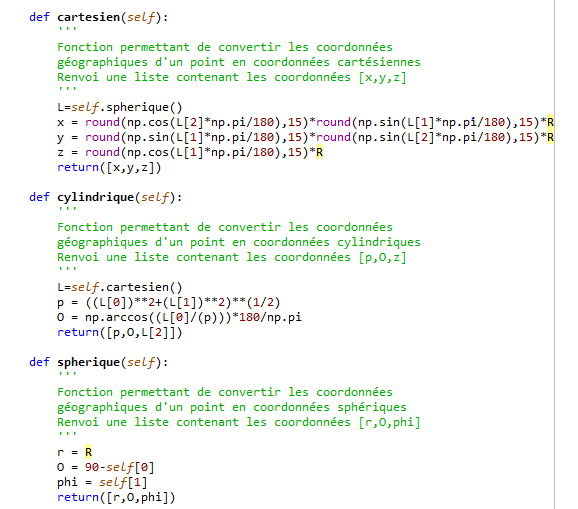 def cartesien(self):
'''
Fonction permettant de convertir les coordonnées
géographiques d'un point en coordonnées cartésiennes
Renvoi une liste contenant les coordonnées [x,y,z]
'''
L=self.spherique()
x = round(np.cos(L[2]*np.pi/180),15)*round(np.sin(L[1]*np.pi/180),15)*R
y = round(np.sin(L[1]*np.pi/180),15)*round(np.sin(L[2]*np.pi/180),15)*R
z = round(np.cos(L[1]*np.pi/180),15)*R
return([x,y,z])
def cylindrique(self):
'''
Fonction permettant de convertir les coordonnées
géographiques d'un point en coordonnées cylindriques
Renvoi une liste contenant les coordonnées [p,O,z]
'''
L=self.cartesien()
p = ((L[0])**2+(L[1])**2)**(1/2)
O = np.arccos((L[0]/(p)))*180/np.pi
return([p,O,L[2]])
def spherique(self):
'''
Fonction permettant de convertir les coordonnées
géographiques d'un point en coordonnées sphériques
Renvoi une liste contenant les coordonnées [r,O,phi]
'''
r = R
O = 90-self[0]
phi = self[1]
return([r,O,phi])